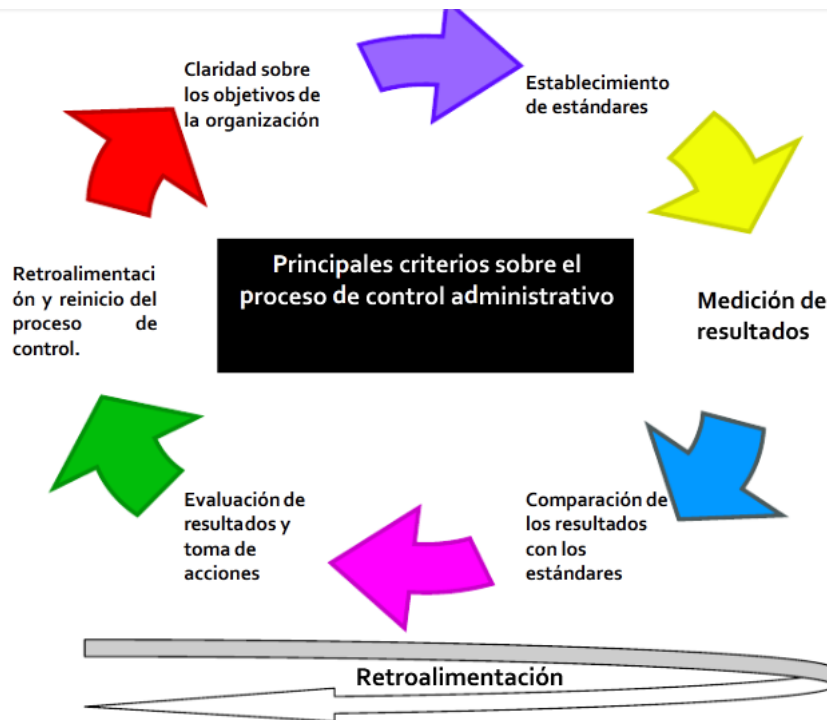 Claridad sobre
los objetivos de
la organización
Establecimiento
de estándares
Medición de
resultados
Comparación de
los resultados
con los
estándares
Evaluación de
resultados y
toma de
acciones
Retroalimentaci
ón y reinicio del
proceso de
control.
Principales criterios sobre el
proceso de control administrativo
Retroalimentación